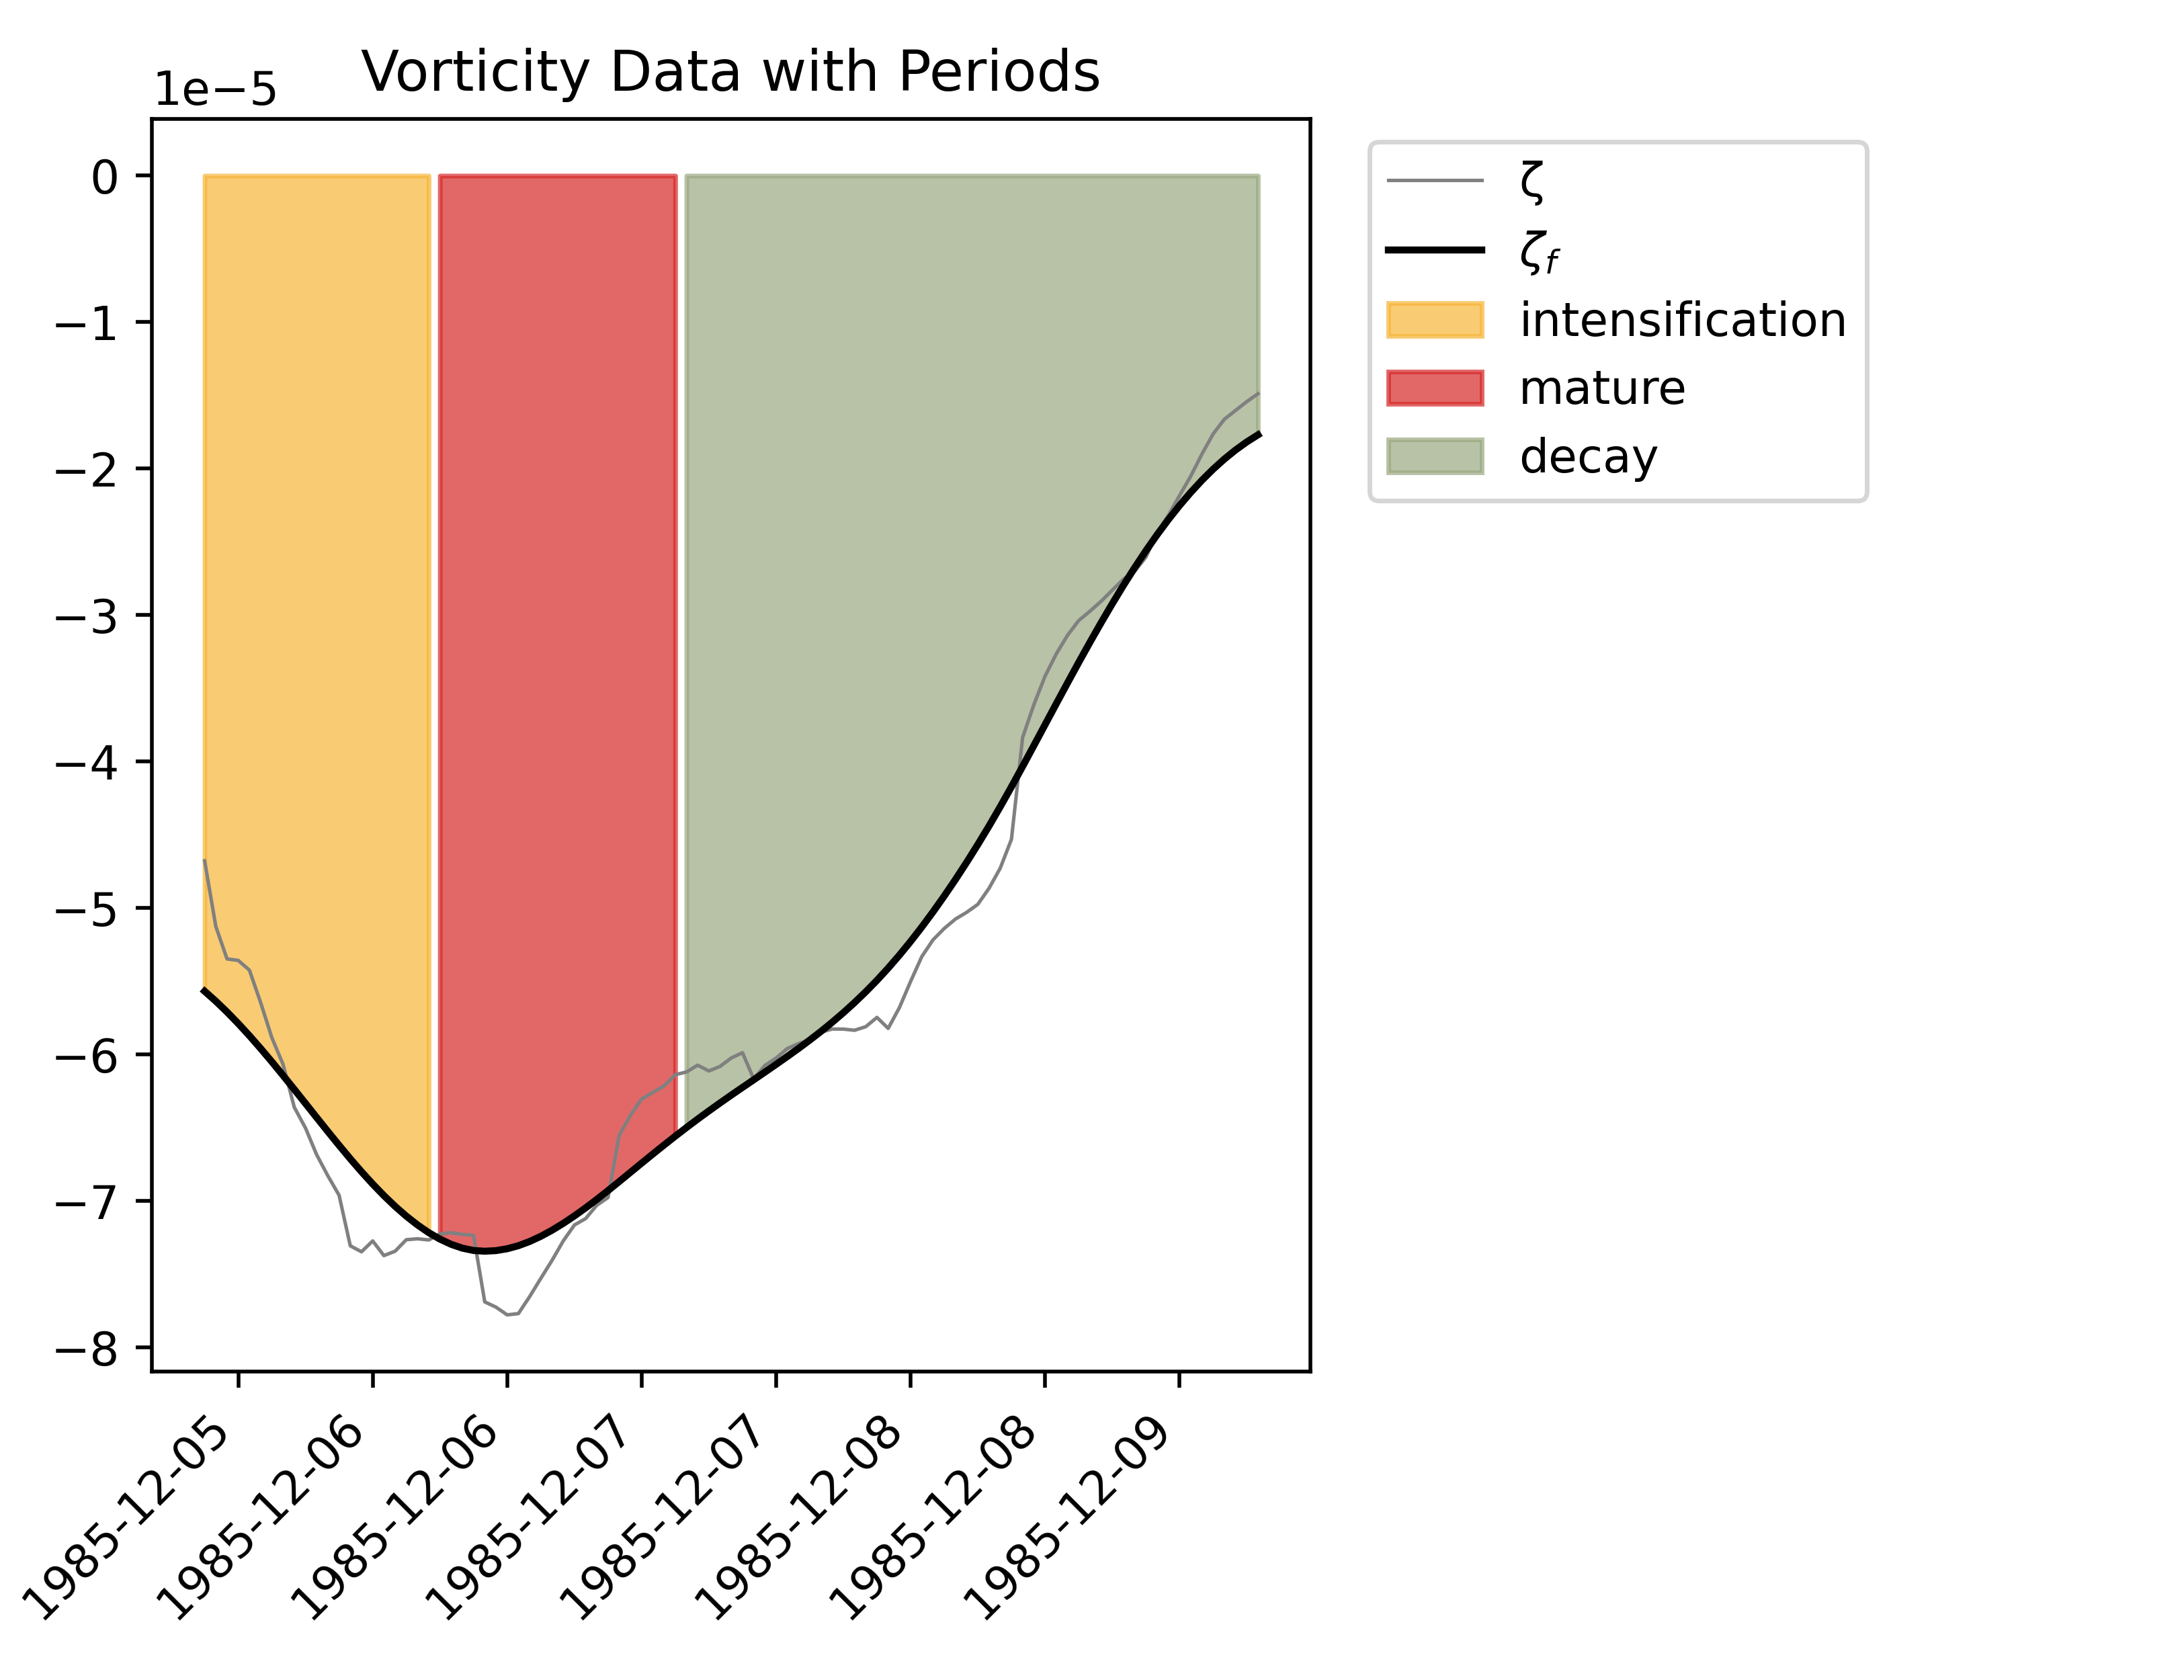 Vorticity Data with Periods
1e−5
0
−1
−2
−3
−4
−5
−6
−7
−8
1985-12-05
1985-12-06
1985-12-06
1985-12-07
1985-12-07
1985-12-08
1985-12-08
1985-12-09
ζ
ζf
intensification
mature
decay